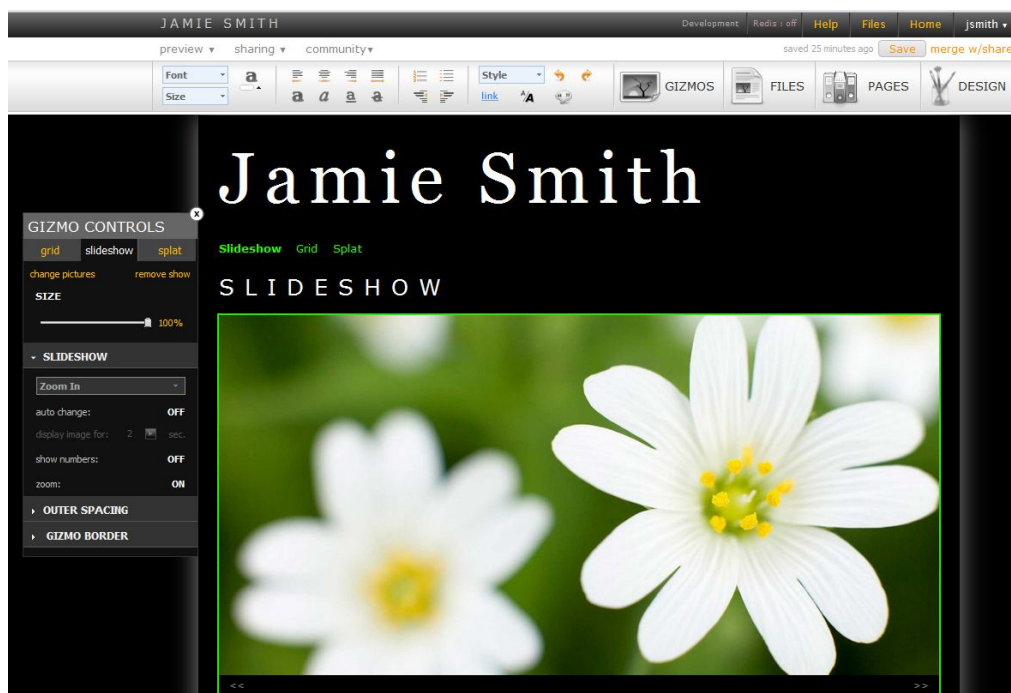 JAMIE SMITH
Development Redis : off Help Files Home jsmith
preview sharing community
saved 25 minutes ago Save merge w/share
Font a Style
Size a a a a link A/A
GIZMOS FILES PAGES DESIGN
Jamie Smith
x
GIZMO CONTROLS
grid slideshow splat
change pictures remove show
SIZE
100%
SLIDESHOW
Zoom In
auto change: OFF
display image for: 2 sec.
show numbers: OFF
zoom: ON
OUTER SPACING
GIZMO BORDER
Slideshow Grid Splat
SLIDESHOW
<< >>